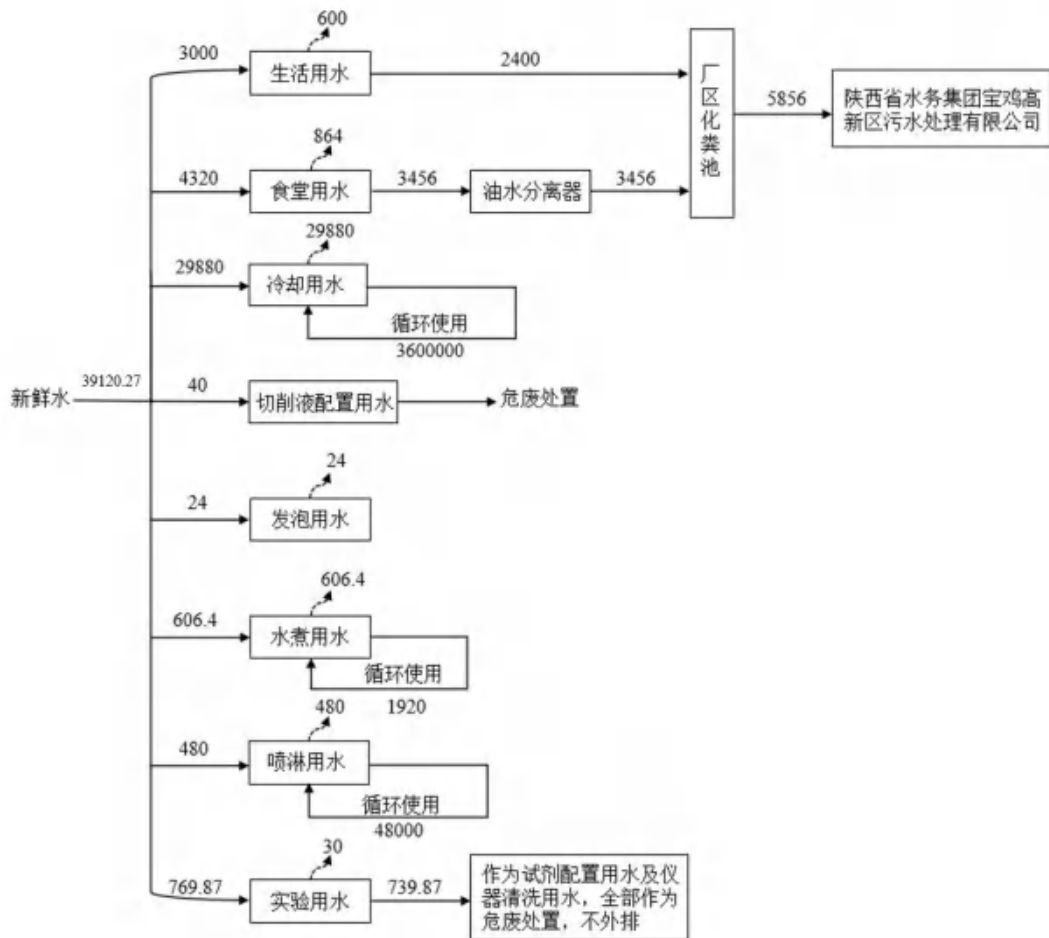 600
3000
生活用水
2400
厂区化粪池
5856
陕西省水务集团宝鸡高
新区污水处理有限公司
864
4320
食堂用水
3456
油水分离器
3456
29880
29880
冷却用水
循环使用
3600000
新鲜水
39120.27
40
切削液配置用水
危废处置
24
24
发泡用水
606.4
606.4
水煮用水
循环使用
1920
480
480
喷淋用水
循环使用
48000
30
769.87
实验用水
739.87
作为试剂配置用水及仪
器清洗用水，全部作为
危废处置，不外排